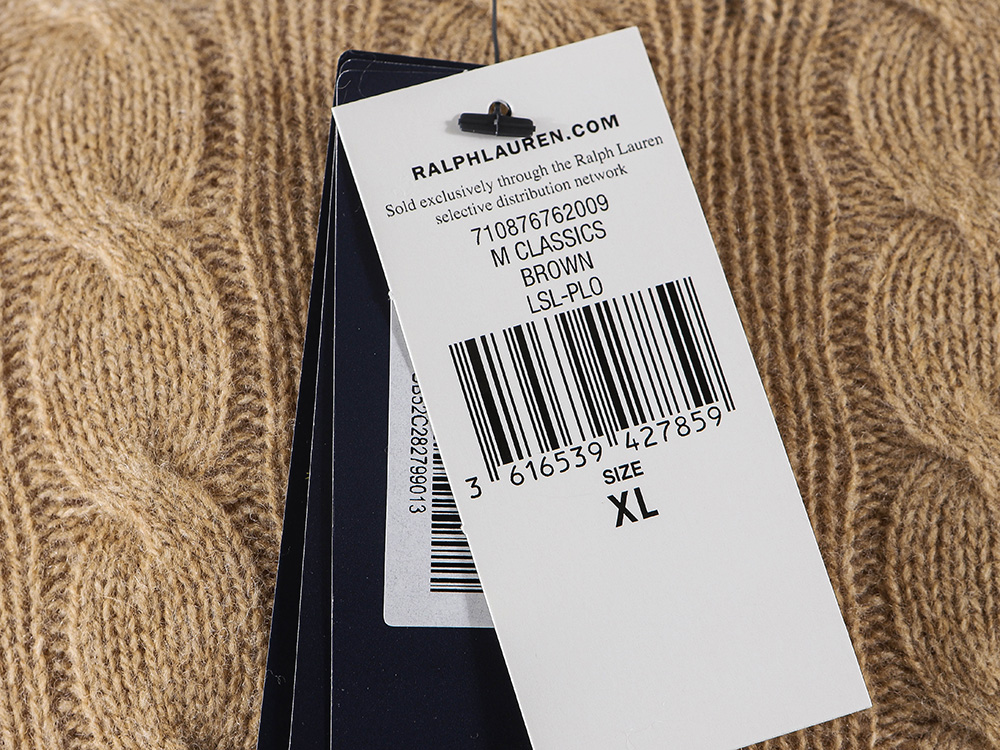 RALPHLAUREN.COM
Sold exclusively through the Ralph Lauren
selective distribution network
710876762009
M CLASSICS
BROWN
LSL-PLO
3 616539 427859
SIZE
XL
52C282799013